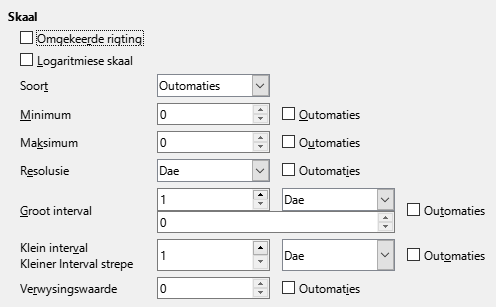 Skaal
Omgekeerde rigting
Logaritmiese skaal
Soort Outomaties
Minimum 0 Outomaties
Maksimum 0 Outomaties
Resolusie Dae Outomaties
Groot interval 1 Dae Outomaties
0
Klein interval 1 Dae Outomaties
Kleiner Interval strepe
Verwysingswaarde 0 Outomaties